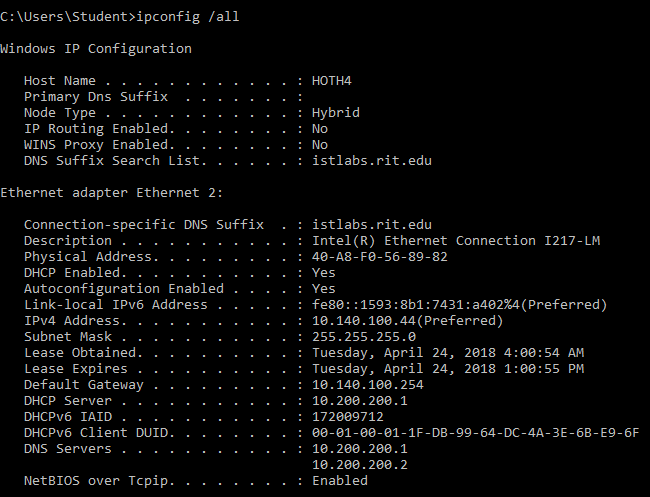 C:\Users\Student>ipconfig /all
Windows IP Configuration
Host Name . . . . . . . . . . . . : HOTH4
Primary Dns Suffix  . . . . . . . :
Node Type . . . . . . . . . . . . : Hybrid
IP Routing Enabled. . . . . . . . : No
WINS Proxy Enabled. . . . . . . . : No
DNS Suffix Search List. . . . . . : istlabs.rit.edu
Ethernet adapter Ethernet 2:
Connection-specific DNS Suffix  . : istlabs.rit.edu
Description . . . . . . . . . . . : Intel(R) Ethernet Connection I217-LM
Physical Address. . . . . . . . . : 40-A8-F0-56-89-82
DHCP Enabled. . . . . . . . . . . : Yes
Autoconfiguration Enabled . . . . : Yes
Link-local IPv6 Address . . . . . : fe80::1593:8b1:7431:a402%4(Preferred)
IPv4 Address. . . . . . . . . . . : 10.140.100.44(Preferred)
Subnet Mask . . . . . . . . . . . : 255.255.255.0
Lease Obtained. . . . . . . . . . : Tuesday, April 24, 2018 4:00:54 AM
Lease Expires . . . . . . . . . . : Tuesday, April 24, 2018 1:00:55 PM
Default Gateway . . . . . . . . . : 10.140.100.254
DHCP Server . . . . . . . . . . . : 10.200.200.1
DHCPv6 IAID . . . . . . . . . . . : 172009712
DHCPv6 Client DUID. . . . . . . . : 00-01-00-01-1F-DB-99-64-DC-4A-3E-6B-E9-6F
DNS Servers . . . . . . . . . . . : 10.200.200.1
10.200.200.2
NetBIOS over Tcpip. . . . . . . . : Enabled